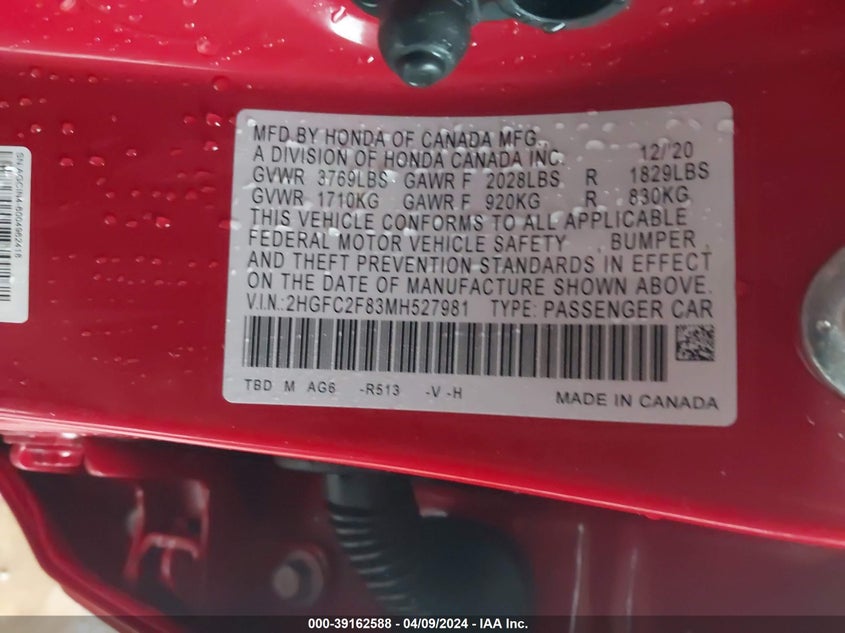 MFD BY HONDA OF CANADA MFG.,
A DIVISION OF HONDA CANADA INC. 12/'20
GVWR 3769LBS GAWR F 2028LBS R 1829LBS
GVWR 1710KG GAWR F 920KG R 830KG
THIS VEHICLE CONFORMS TO ALL APPLICABLE
FEDERAL MOTOR VEHICLE SAFETY , BUMPER ,
AND THEFT PREVENTION STANDARDS IN EFFECT
ON THE DATE OF MANUFACTURE SHOWN ABOVE.
V.I.N.:2HGFC2F83MH527981 TYPE: PASSENGER CAR
TBD M AG6 -R513 -V -H
MADE IN CANADA
000-39162588 - 04/09/2024 - IAA Inc.